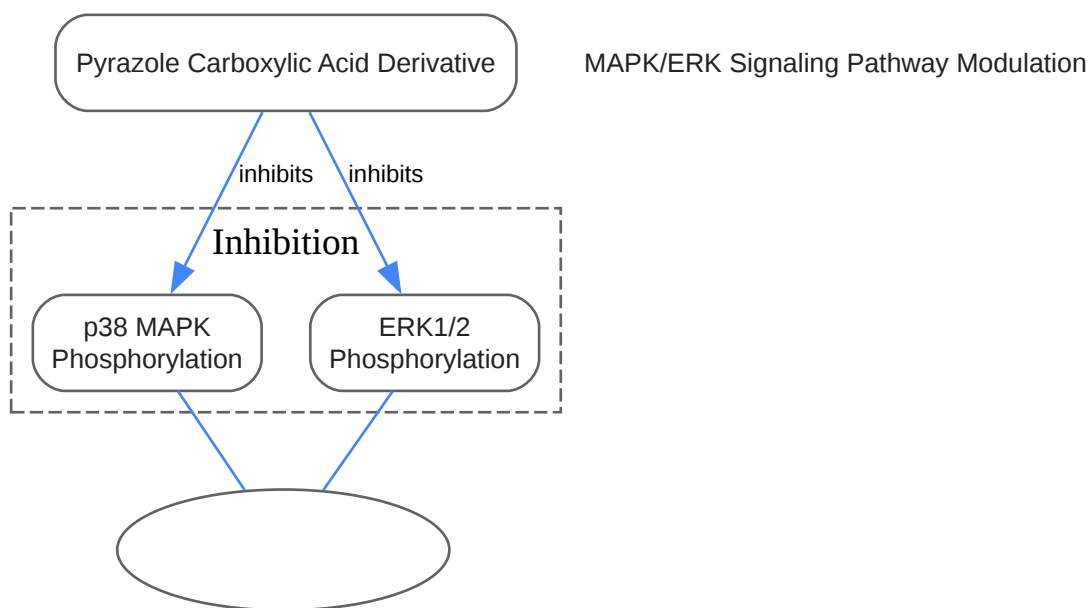 Pyrazole Carboxylic Acid Derivative
MAPK/ERK Signaling Pathway Modulation
inhibits
inhibits
Inhibition
p38 MAPK
Phosphorylation
ERK1/2
Phosphorylation